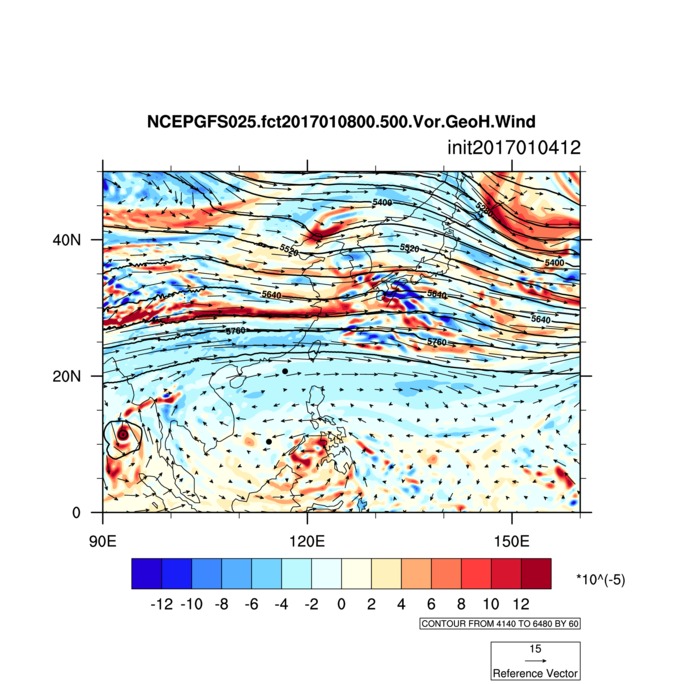 NCEPGFS025.fct2017010800.500.Vor.GeoH.Wind
init2017010412
5400
5280
5520
5520
5400
5640
5640
5640
5760
5760
40N
20N
0
90E 120E 150E
-12 -10 -8 -6 -4 -2 0 2 4 6 8 10 12
*10^(-5)
CONTOUR FROM 4140 TO 6480 BY 60
15
Reference Vector